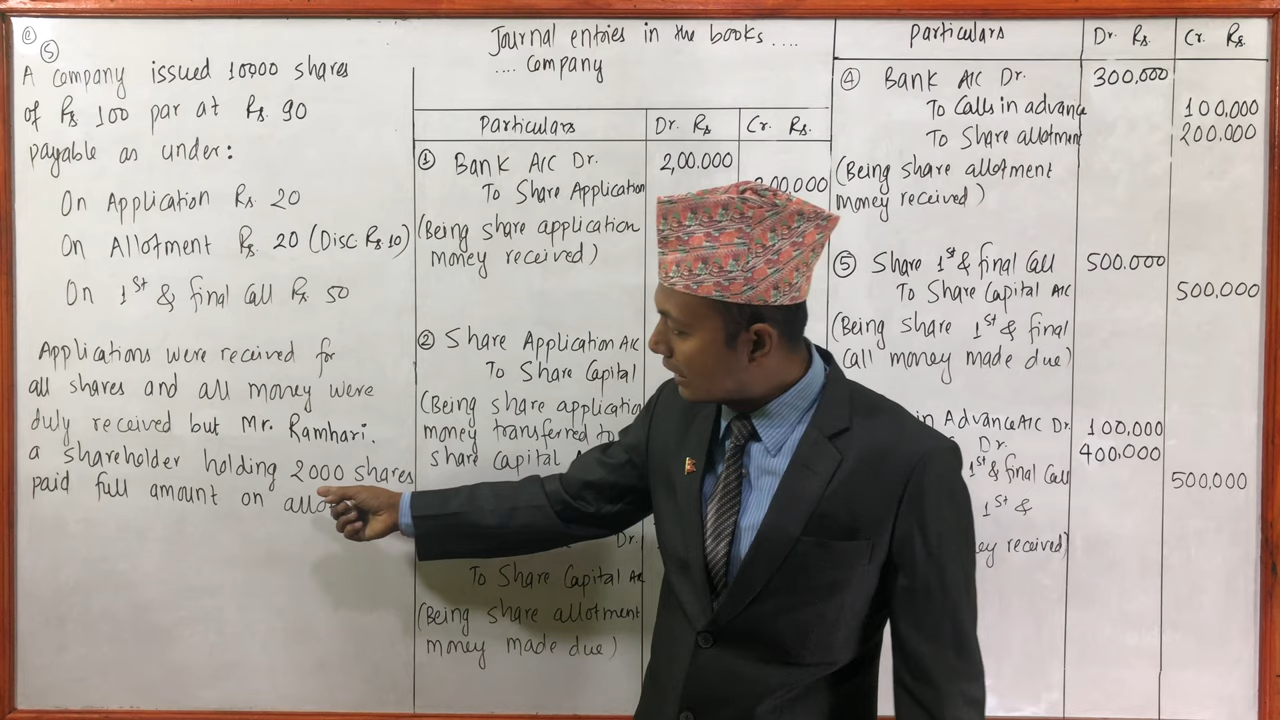 e
5
A company issued 10000 shares
of Rs. 100 par at Rs. 90
payable as under:
On Application Rs. 20
On Allotment Rs. 20 (Disc Rs. 10)
On 1st & final Call Rs. 50
Applications were received for
all shares and all money were
duly received but Mr. Ramhari.
a shareholder holding 2000 shares
paid full amount on
Journal entries in the books ....
.... Company
Particulars Dr. Rs Cr. Rs.
① Bank A/C Dr. 2,00.000
To Share Application 200000
(Being share application
money received)
② Share Application A/C
To Share Capital
(Being share application
money transferred to
share capital
Dr.
To Share Capital A/C
(Being share allotment
money made due)
Particulars Dr. Rs. Cr. Rs.
④ Bank A/C Dr. 300,000
To Calls in advance 100,000
To Share allotment 200,000
(Being share allotment
money received)
⑤ Share 1st & final Call 500.000
To Share Capital A/C 500,000
(Being share 1st & final
Call money made due)
in Advance A/C Dr. 100,000
Dr. 400,000
1st & final Call 500,000
1st &
received)